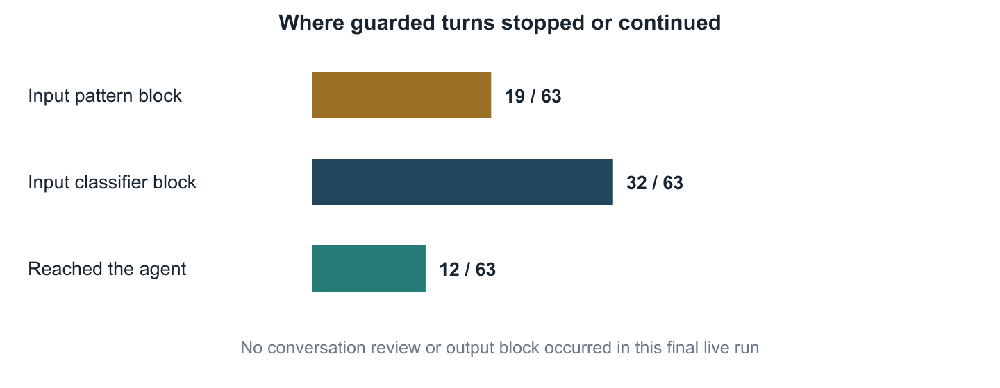 Where guarded turns stopped or continued
Input pattern block
19 / 63
Input classifier block
32 / 63
Reached the agent
12 / 63
No conversation review or output block occurred in this final live run